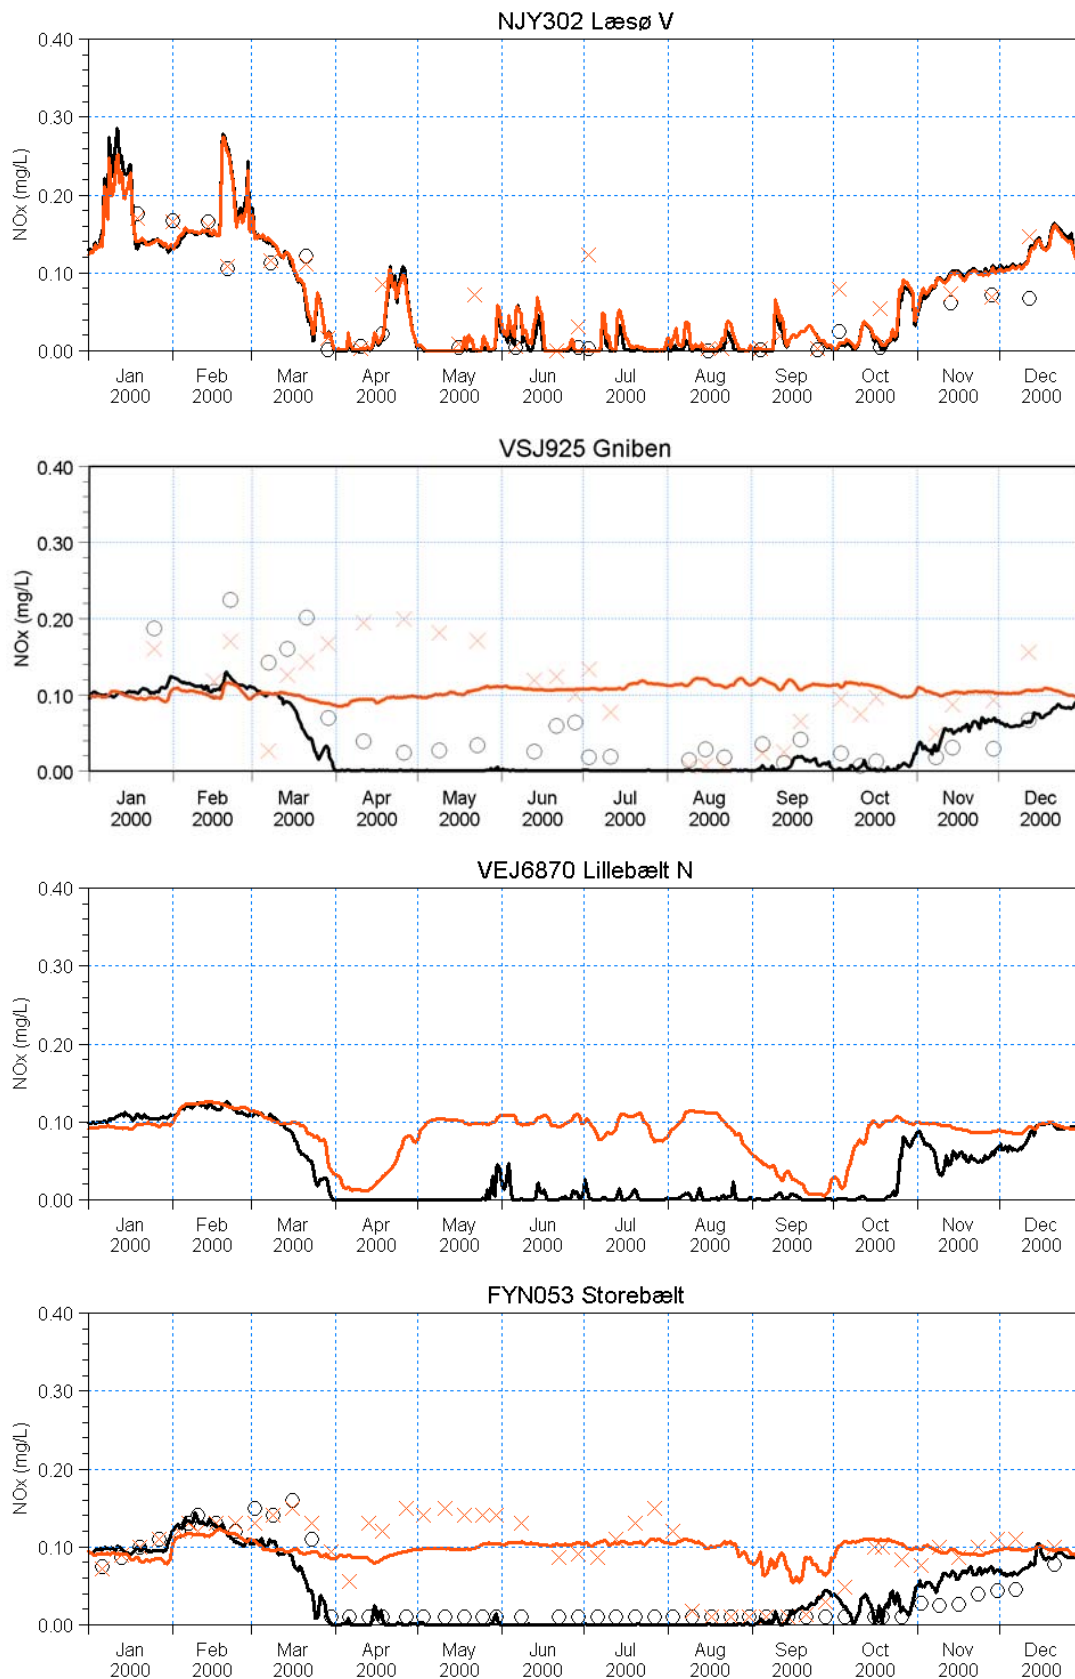 NJY302 Læsø V
0.40
0.30
0.20
0.10
0.00
NOx (mg/L)
Jan Feb Mar Apr May Jun Jul Aug Sep Oct Nov Dec
2000 2000 2000 2000 2000 2000 2000 2000 2000 2000 2000 2000
VSJ925 Gniben
0.40
0.30
0.20
0.10
0.00
NOx (mg/L)
Jan Feb Mar Apr May Jun Jul Aug Sep Oct Nov Dec
2000 2000 2000 2000 2000 2000 2000 2000 2000 2000 2000 2000
VEJ6870 Lillebælt N
0.40
0.30
0.20
0.10
0.00
NOx (mg/L)
Jan Feb Mar Apr May Jun Jul Aug Sep Oct Nov Dec
2000 2000 2000 2000 2000 2000 2000 2000 2000 2000 2000 2000
FYN053 Storebælt
0.40
0.30
0.20
0.10
0.00
NOx (mg/L)
Jan Feb Mar Apr May Jun Jul Aug Sep Oct Nov Dec
2000 2000 2000 2000 2000 2000 2000 2000 2000 2000 2000 2000